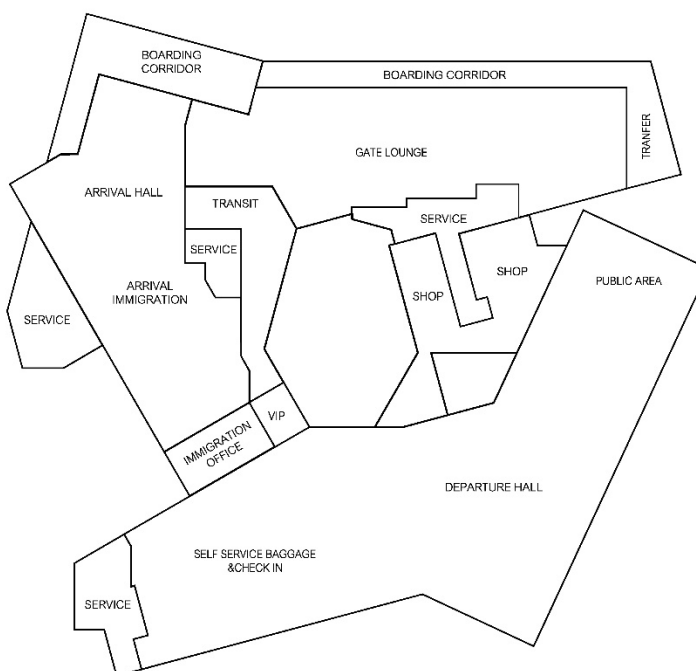 BOARDING
CORRIDOR
BOARDING CORRIDOR
TRANFER
GATE LOUNGE
ARRIVAL HALL
TRANSIT
SERVICE
SERVICE
ARRIVAL
IMMIGRATION
SHOP
SHOP
PUBLIC AREA
SERVICE
VIP
IMMIGRATION
OFFICE
DEPARTURE HALL
SELF SERVICE BAGGAGE
&CHECK IN
SERVICE